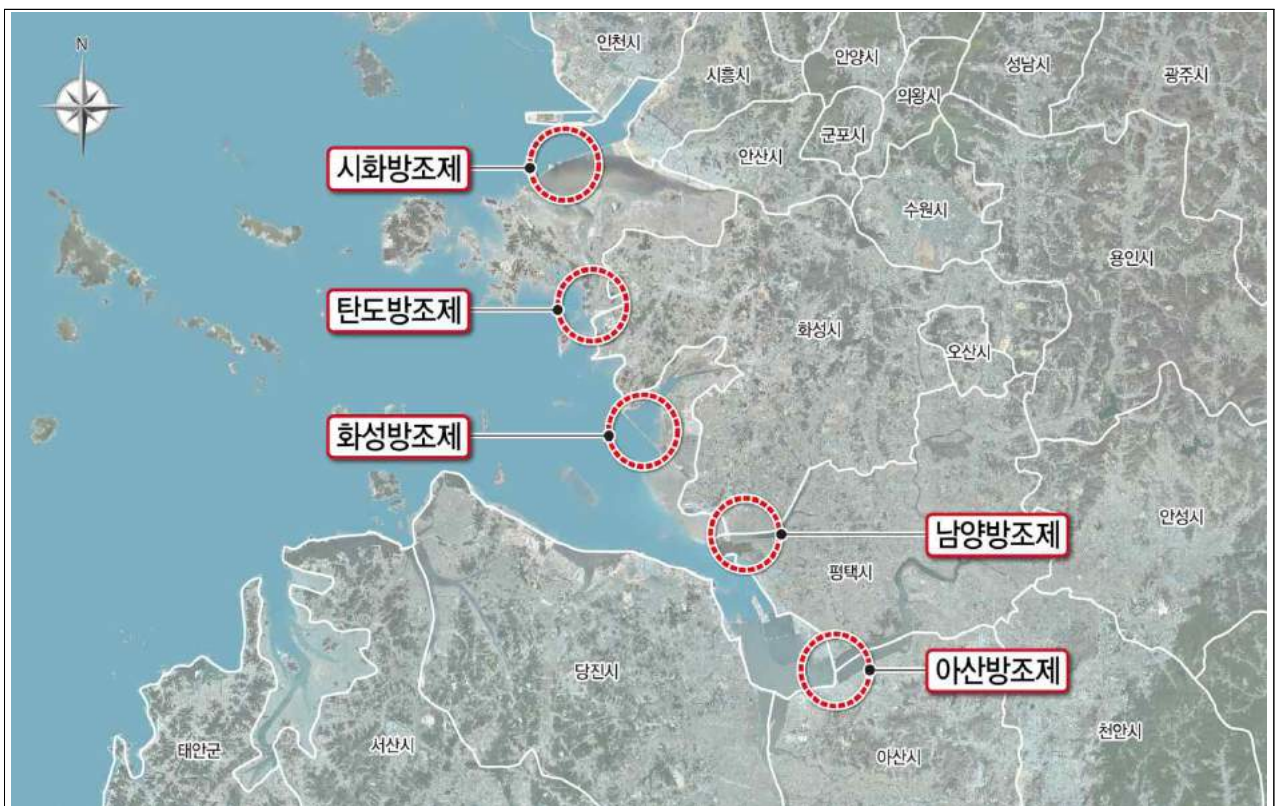 N
인천시
시흥시
안양시
성남시
광주시
의왕시
군포시
안산시
시화방조제
수원시
용인시
탄도방조제
화성시
오산시
화성방조제
안성시
남양방조제
평택시
당진시
아산방조제
태안군
서산시
아산시
천안시